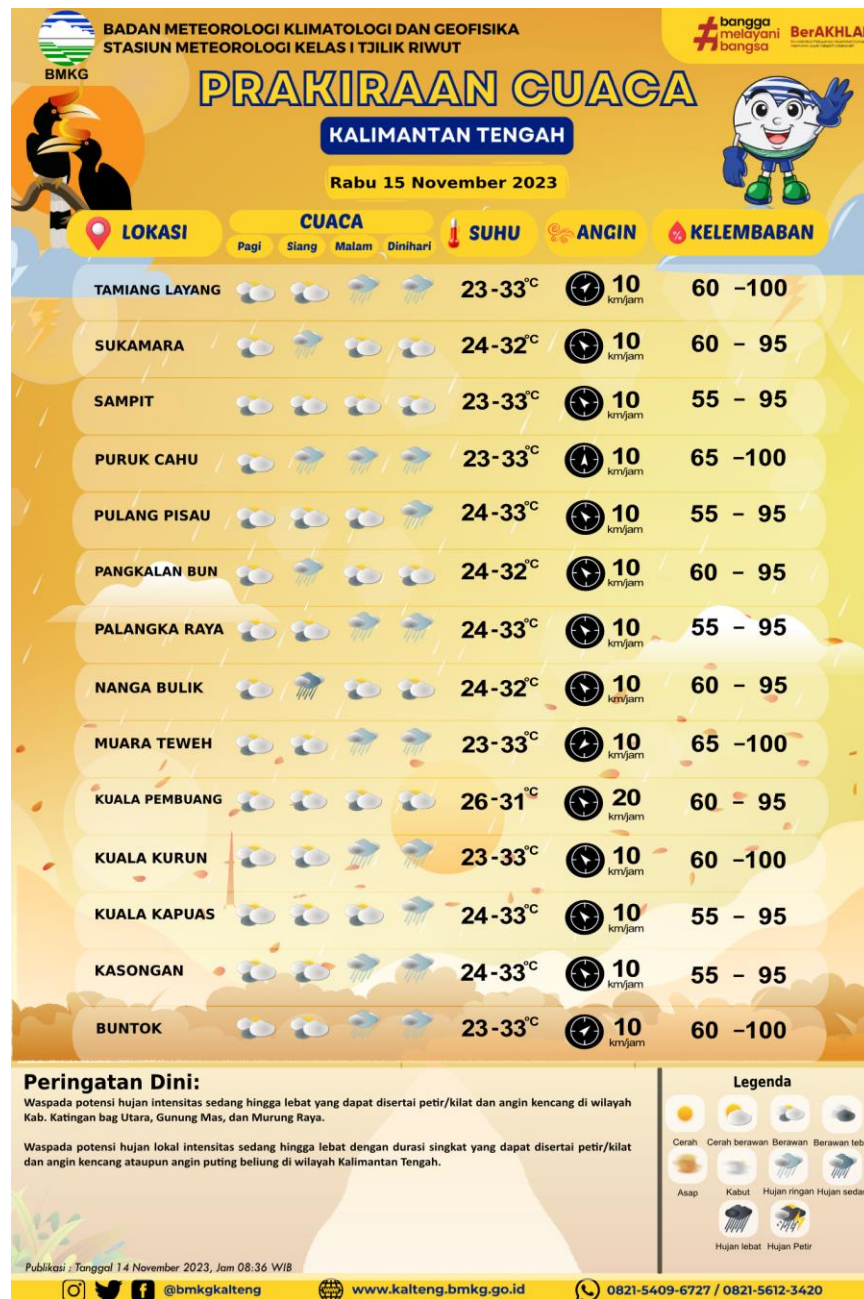 BADAN METEOROLOGI KLIMATOLOGI DAN GEOFISIKA
STASIUN METEOROLOGI KELAS I TJILIK RIWUT
BMKG
bangga
melayani
bangsa
PRAKIRAAN CUACA
KALIMANTAN TENGAH
Rabu 15 November 2023
LOKASI CUACA SUHU ANGIN KELEMBABAN
Pagi Siang Malam Dinihari
TAMIANG LAYANG 23-33°C 10 km/jam 60 –100
SUKAMARA 24-32°C 10 km/jam 60 – 95
SAMPIT 23-33°C 10 km/jam 55 – 95
PURUK CAHU 23-33°C 10 km/jam 65 –100
PULANG PISAU 24-33°C 10 km/jam 55 – 95
PANGKALAN BUN 24-32°C 10 km/jam 60 – 95
PALANGKA RAYA 24-33°C 10 km/jam 55 – 95
NANGA BULIK 24-32°C 10 km/jam 60 – 95
MUARA TEWEH 23-33°C 10 km/jam 65 –100
KUALA PEMBUANG 26-31°C 20 km/jam 60 – 95
KUALA KURUN 23-33°C 10 km/jam 60 –100
KUALA KAPUAS 24-33°C 10 km/jam 55 – 95
KASONGAN 24-33°C 10 km/jam 55 – 95
BUNTOK 23-33°C 10 km/jam 60 –100
Peringatan Dini:
Waspada potensi hujan intensitas sedang hingga lebat yang dapat disertai petir/kilat dan angin kencang di wilayah
Kab. Katingan bag Utara, Gunung Mas, dan Murung Raya.
Waspada potensi hujan lokal intensitas sedang hingga lebat dengan durasi singkat yang dapat disertai petir/kilat
dan angin kencang ataupun angin puting beliung di wilayah Kalimantan Tengah.
Legenda
Cerah Cerah berawan Berawan Berawan
Asap Kabut Hujan ringan Hujan
Hujan lebat Hujan Petir
Publikasi : Tanggal 14 November 2023, Jam 08:36 WIB
@bmkgkalteng www.kalteng.bmkg.go.id 0821-5409-6727 / 0821-5612-3420